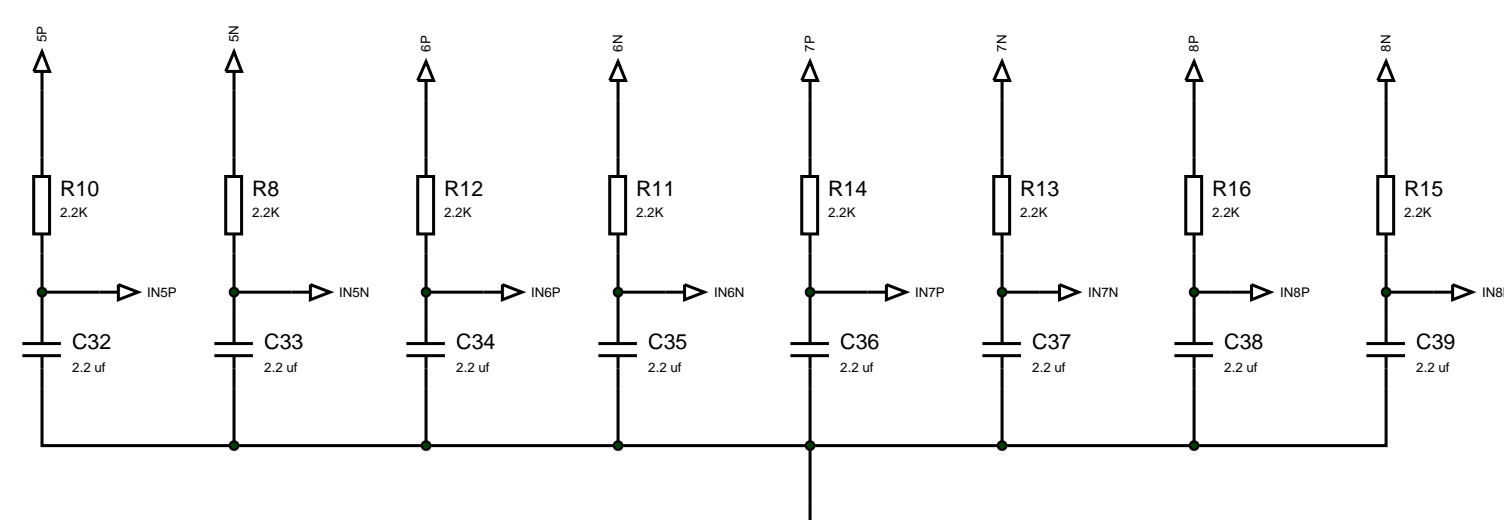 5P 5N 6P 6N 7P 7N 8P 8N
R10 R8 R12 R11 R14 R13 R16 R15
2.2K 2.2K 2.2K 2.2K 2.2K 2.2K 2.2K 2.2K
IN5P IN5N IN6P IN6N IN7P IN7N IN8P
C32 C33 C34 C35 C36 C37 C38 C39
2.2 uf 2.2 uf 2.2 uf 2.2 uf 2.2 uf 2.2 uf 2.2 uf 2.2 uf